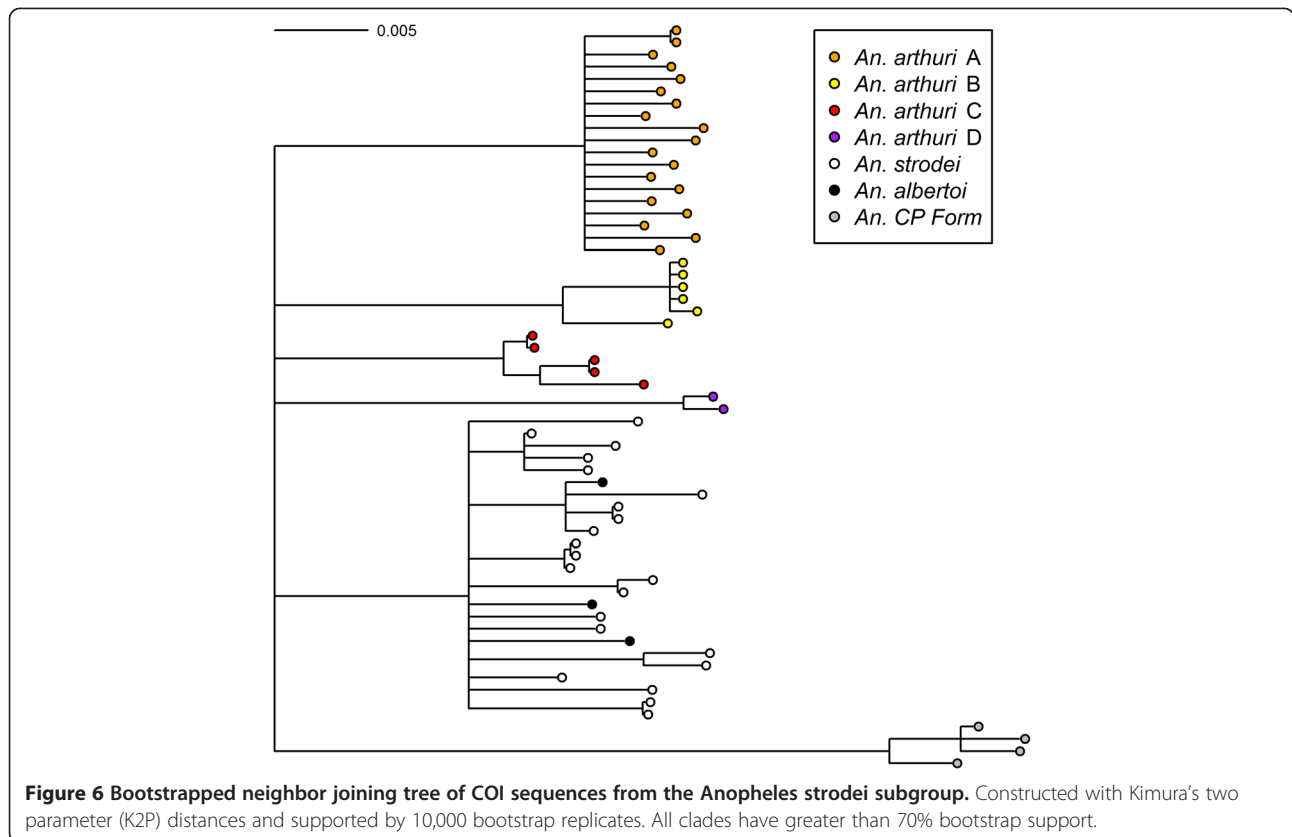 0.005
An. arthuri A
An. arthuri B
An. arthuri C
An. arthuri D
An. strodei
An. albertoi
An. CP Form
Figure 6 Bootstrapped neighbor joining tree of COI sequences from the Anopheles strodei subgroup. Constructed with Kimura's two
parameter (K2P) distances and supported by 10,000 bootstrap replicates. All clades have greater than 70% bootstrap support.